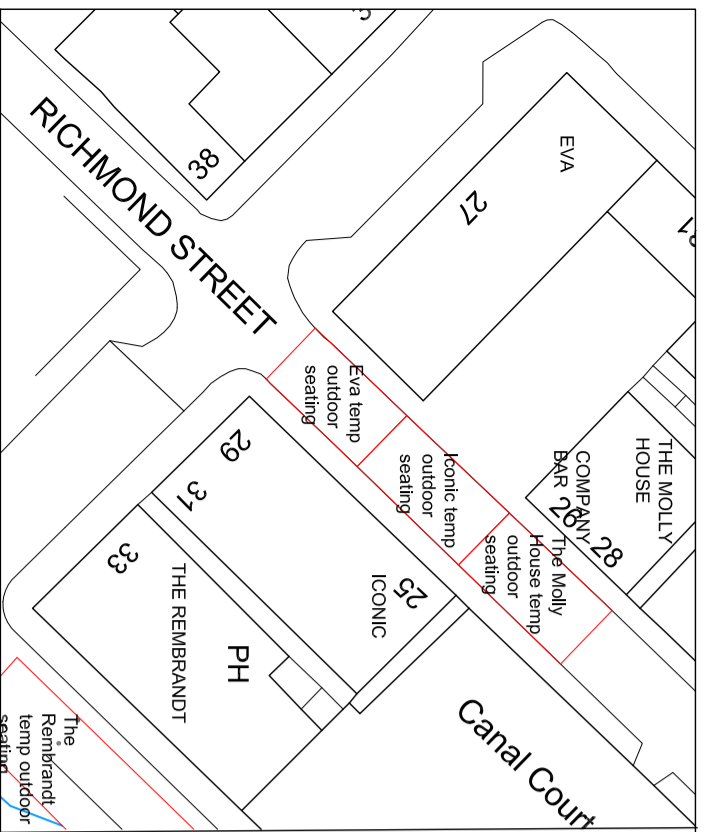 RICHMOND STREET
38
EVA
27
THE MOLLY
HOUSE
COMPANY
BAR
26 - 28
Eva temp
outdoor
seating
Iconic temp
outdoor
seating
The Molly
House temp
outdoor
seating
29
31
33
25
ICONIC
THE REMBRANDT
PH
Canal Court
The
Rembrandt
temp outdoor
seating